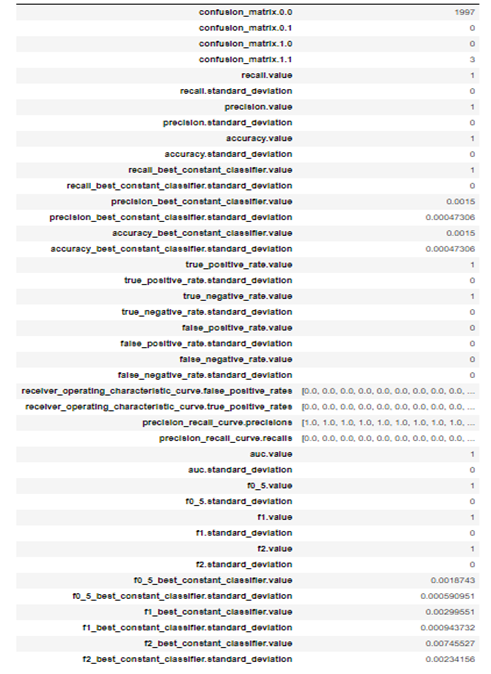 confusion_matrix.0.0 1997
confusion_matrix.0.1 0
confusion_matrix.1.0 0
confusion_matrix.1.1 3
recall.value 1
recall.standard_deviation 0
precision.value 1
precision.standard_deviation 0
accuracy.value 1
accuracy.standard_deviation 0
recall_best_constant_classifier.value 1
recall_best_constant_classifier.standard_deviation 0
precision_best_constant_classifier.value 0.0015
precision_best_constant_classifier.standard_deviation 0.00047306
accuracy_best_constant_classifier.value 0.0015
accuracy_best_constant_classifier.standard_deviation 0.00047306
true_positive_rate.value 1
true_positive_rate.standard_deviation 0
true_negative_rate.value 1
true_negative_rate.standard_deviation 0
false_positive_rate.value 0
false_positive_rate.standard_deviation 0
false_negative_rate.value 0
false_negative_rate.standard_deviation 0
receiver_operating_characteristic_curve.false_positive_rates [0.0, 0.0, 0.0, 0.0, 0.0, 0.0, 0.0, 0.0, 0.0, ...
receiver_operating_characteristic_curve.true_positive_rates [0.0, 0.0, 0.0, 0.0, 0.0, 0.0, 0.0, 0.0, 0.0, ...
precision_recall_curve.precisions [1.0, 1.0, 1.0, 1.0, 1.0, 1.0, 1.0, 1.0, 1.0, ...
precision_recall_curve.recalls [0.0, 0.0, 0.0, 0.0, 0.0, 0.0, 0.0, 0.0, 0.0, ...
auc.value 1
auc.standard_deviation 0
f0_5.value 1
f0_5.standard_deviation 0
f1.value 1
f1.standard_deviation 0
f2.value 1
f2.standard_deviation 0
f0_5_best_constant_classifier.value 0.0018743
f0_5_best_constant_classifier.standard_deviation 0.000590951
f1_best_constant_classifier.value 0.00299551
f1_best_constant_classifier.standard_deviation 0.000943732
f2_best_constant_classifier.value 0.00745527
f2_best_constant_classifier.standard_deviation 0.00234156